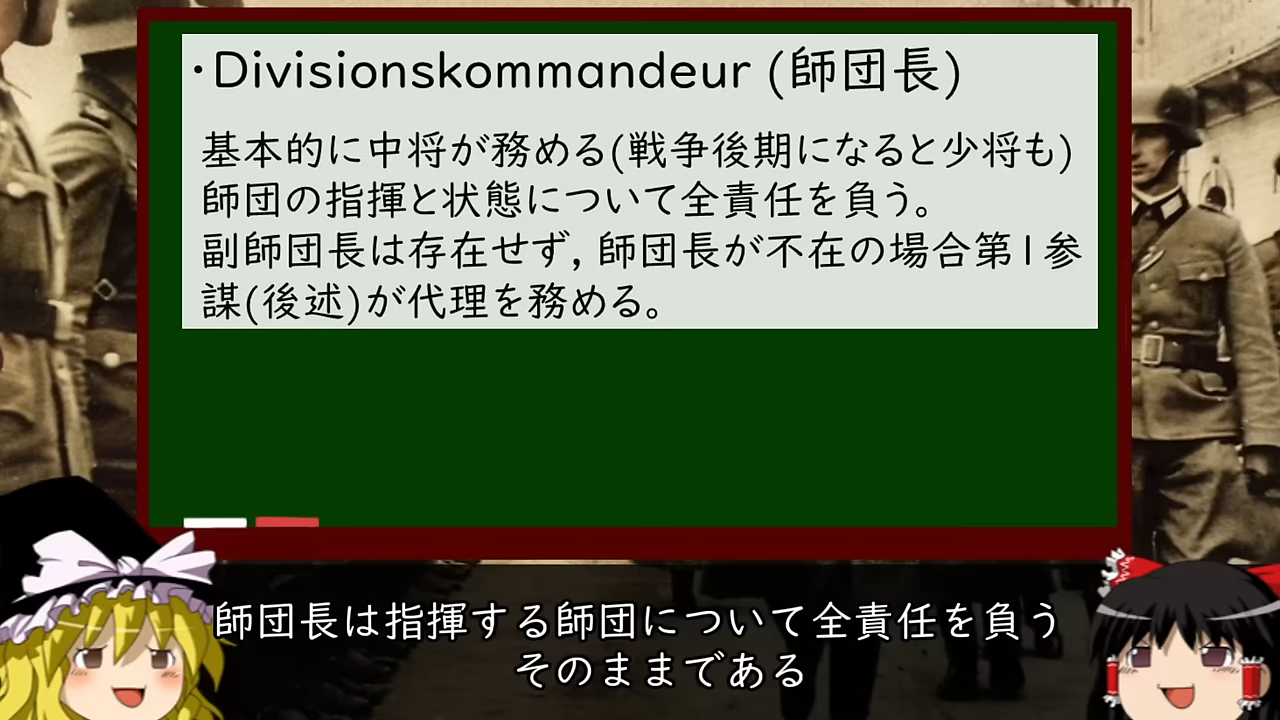 ・Divisionskommandeur (師団長)
基本的に中将が務める(戦争後期になると少将も)
師団の指揮と状態について全責任を負う。
副師団長は存在せず, 師団長が不在の場合第1参
謀(後述)が代理を務める。
師団長は指揮する師団について全責任を負う
そのままである